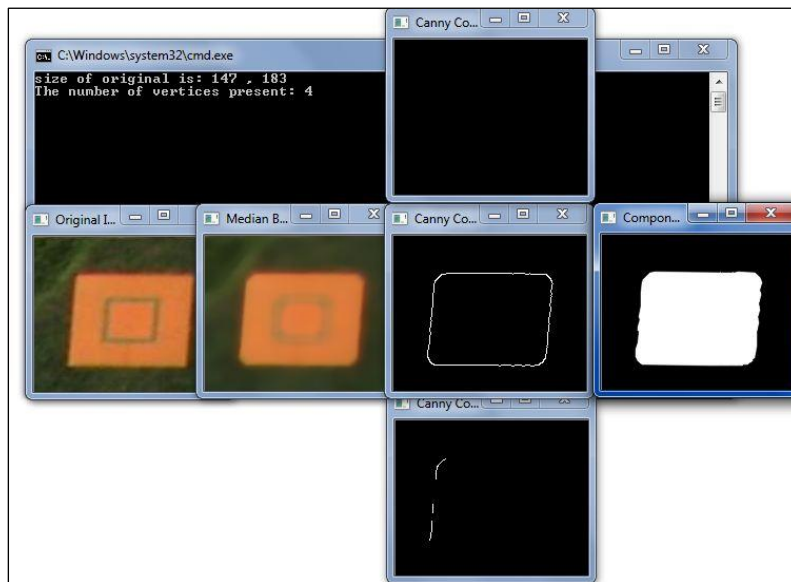 Canny Co...
C:\Windows\system32\cmd.exe
size of original is: 147 , 183
The number of vertices present: 4
Original I...
Median B...
Canny Co...
Compon...
Canny Co...